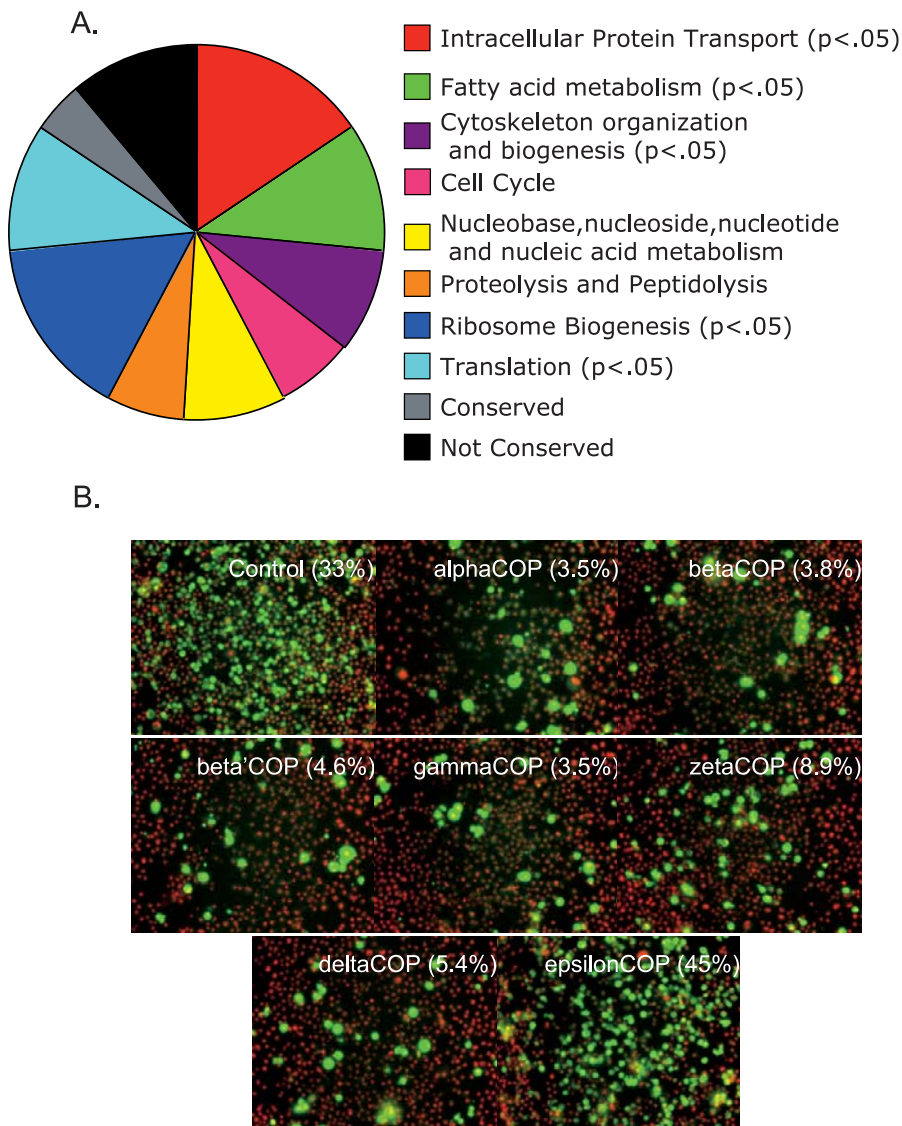 A.
Intracellular Protein Transport (p<.05)
Fatty acid metabolism (p<.05)
Cytoskeleton organization
and biogenesis (p<.05)
Cell Cycle
Nucleobase,nucleoside,nucleotide
and nucleic acid metabolism
Proteolysis and Peptidolysis
Ribosome Biogenesis (p<.05)
Translation (p<.05)
Conserved
Not Conserved
B.
Control (33%)
alphaCOP (3.5%)
betaCOP (3.8%)
beta'COP (4.6%)
gammaCOP (3.5%)
zetaCOP (8.9%)
deltaCOP (5.4%)
epsilonCOP (45%)